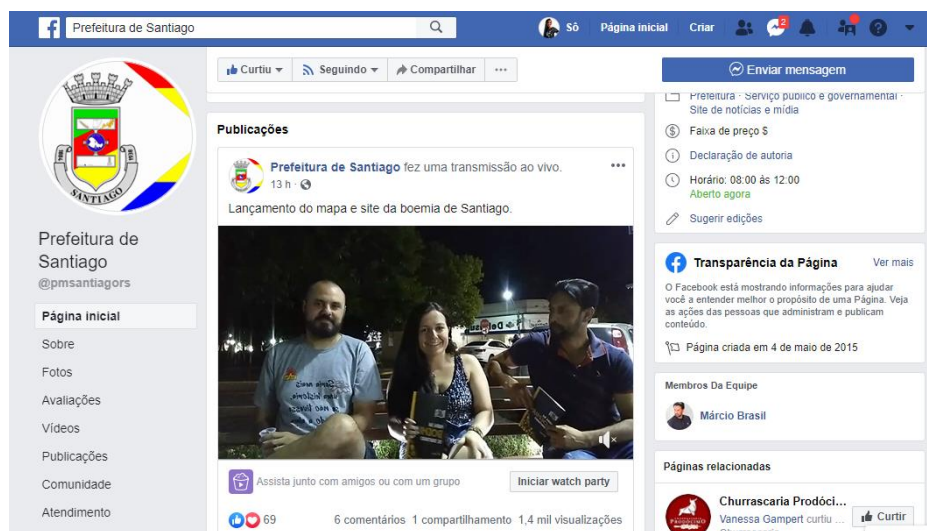 Prefeitura de Santiago
Sô
Página inicial
Criar
2
SANTIAGO
Prefeitura de
Santiago
@pmsantiagors
Página inicial
Sobre
Fotos
Avaliações
Vídeos
Publicações
Comunidade
Atendimento
Curtiu
Seguindo
Compartilhar
Publicações
Prefeitura de Santiago fez uma transmissão ao vivo.
13 h
Lançamento do mapa e site da boemia de Santiago.
Assista junto com amigos ou com um grupo
Iniciar watch party
69
6 comentários 1 compartilhamento 1,4 mil visualizações
Enviar mensagem
Prefeitura · Serviço público e governamental ·
Site de notícias e mídia
Faixa de preço $
Declaração de autoria
Horário: 08:00 às 12:00
Aberto agora
Sugerir edições
Transparência da Página
Ver mais
O Facebook está mostrando informações para ajudar
você a entender melhor o propósito de uma Página. Veja
as ações das pessoas que administram e publicam
conteúdo.
Página criada em 4 de maio de 2015
Membros Da Equipe
Márcio Brasil
Páginas relacionadas
Churrascaria Prodóci...
Vanessa Gampert curtiu ...
Curtir